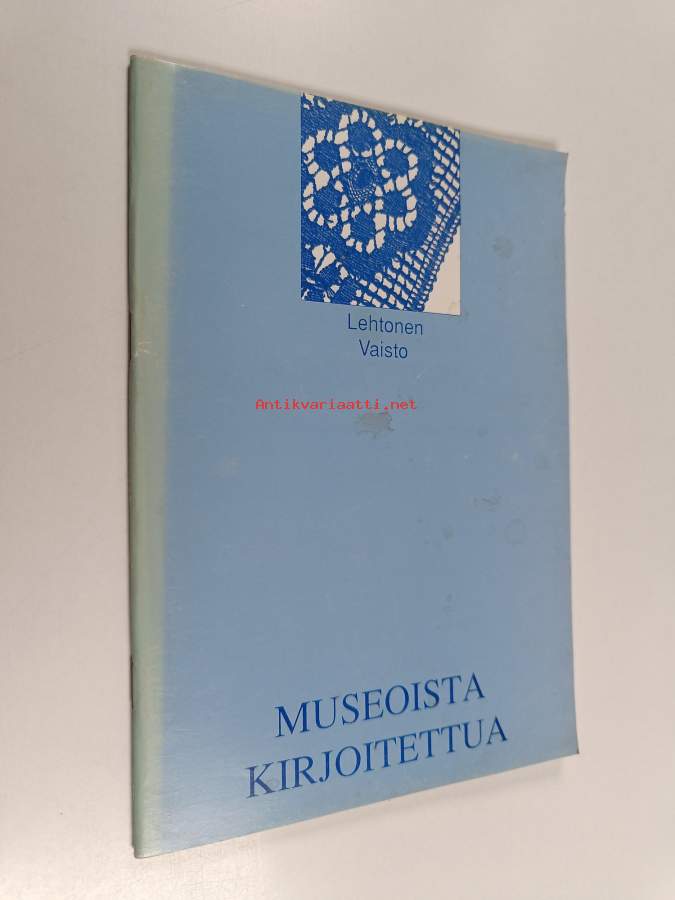 Lehtonen
Vaisto
Antikvariaatti.net
MUSEOISTA
KIRJOITETTUA